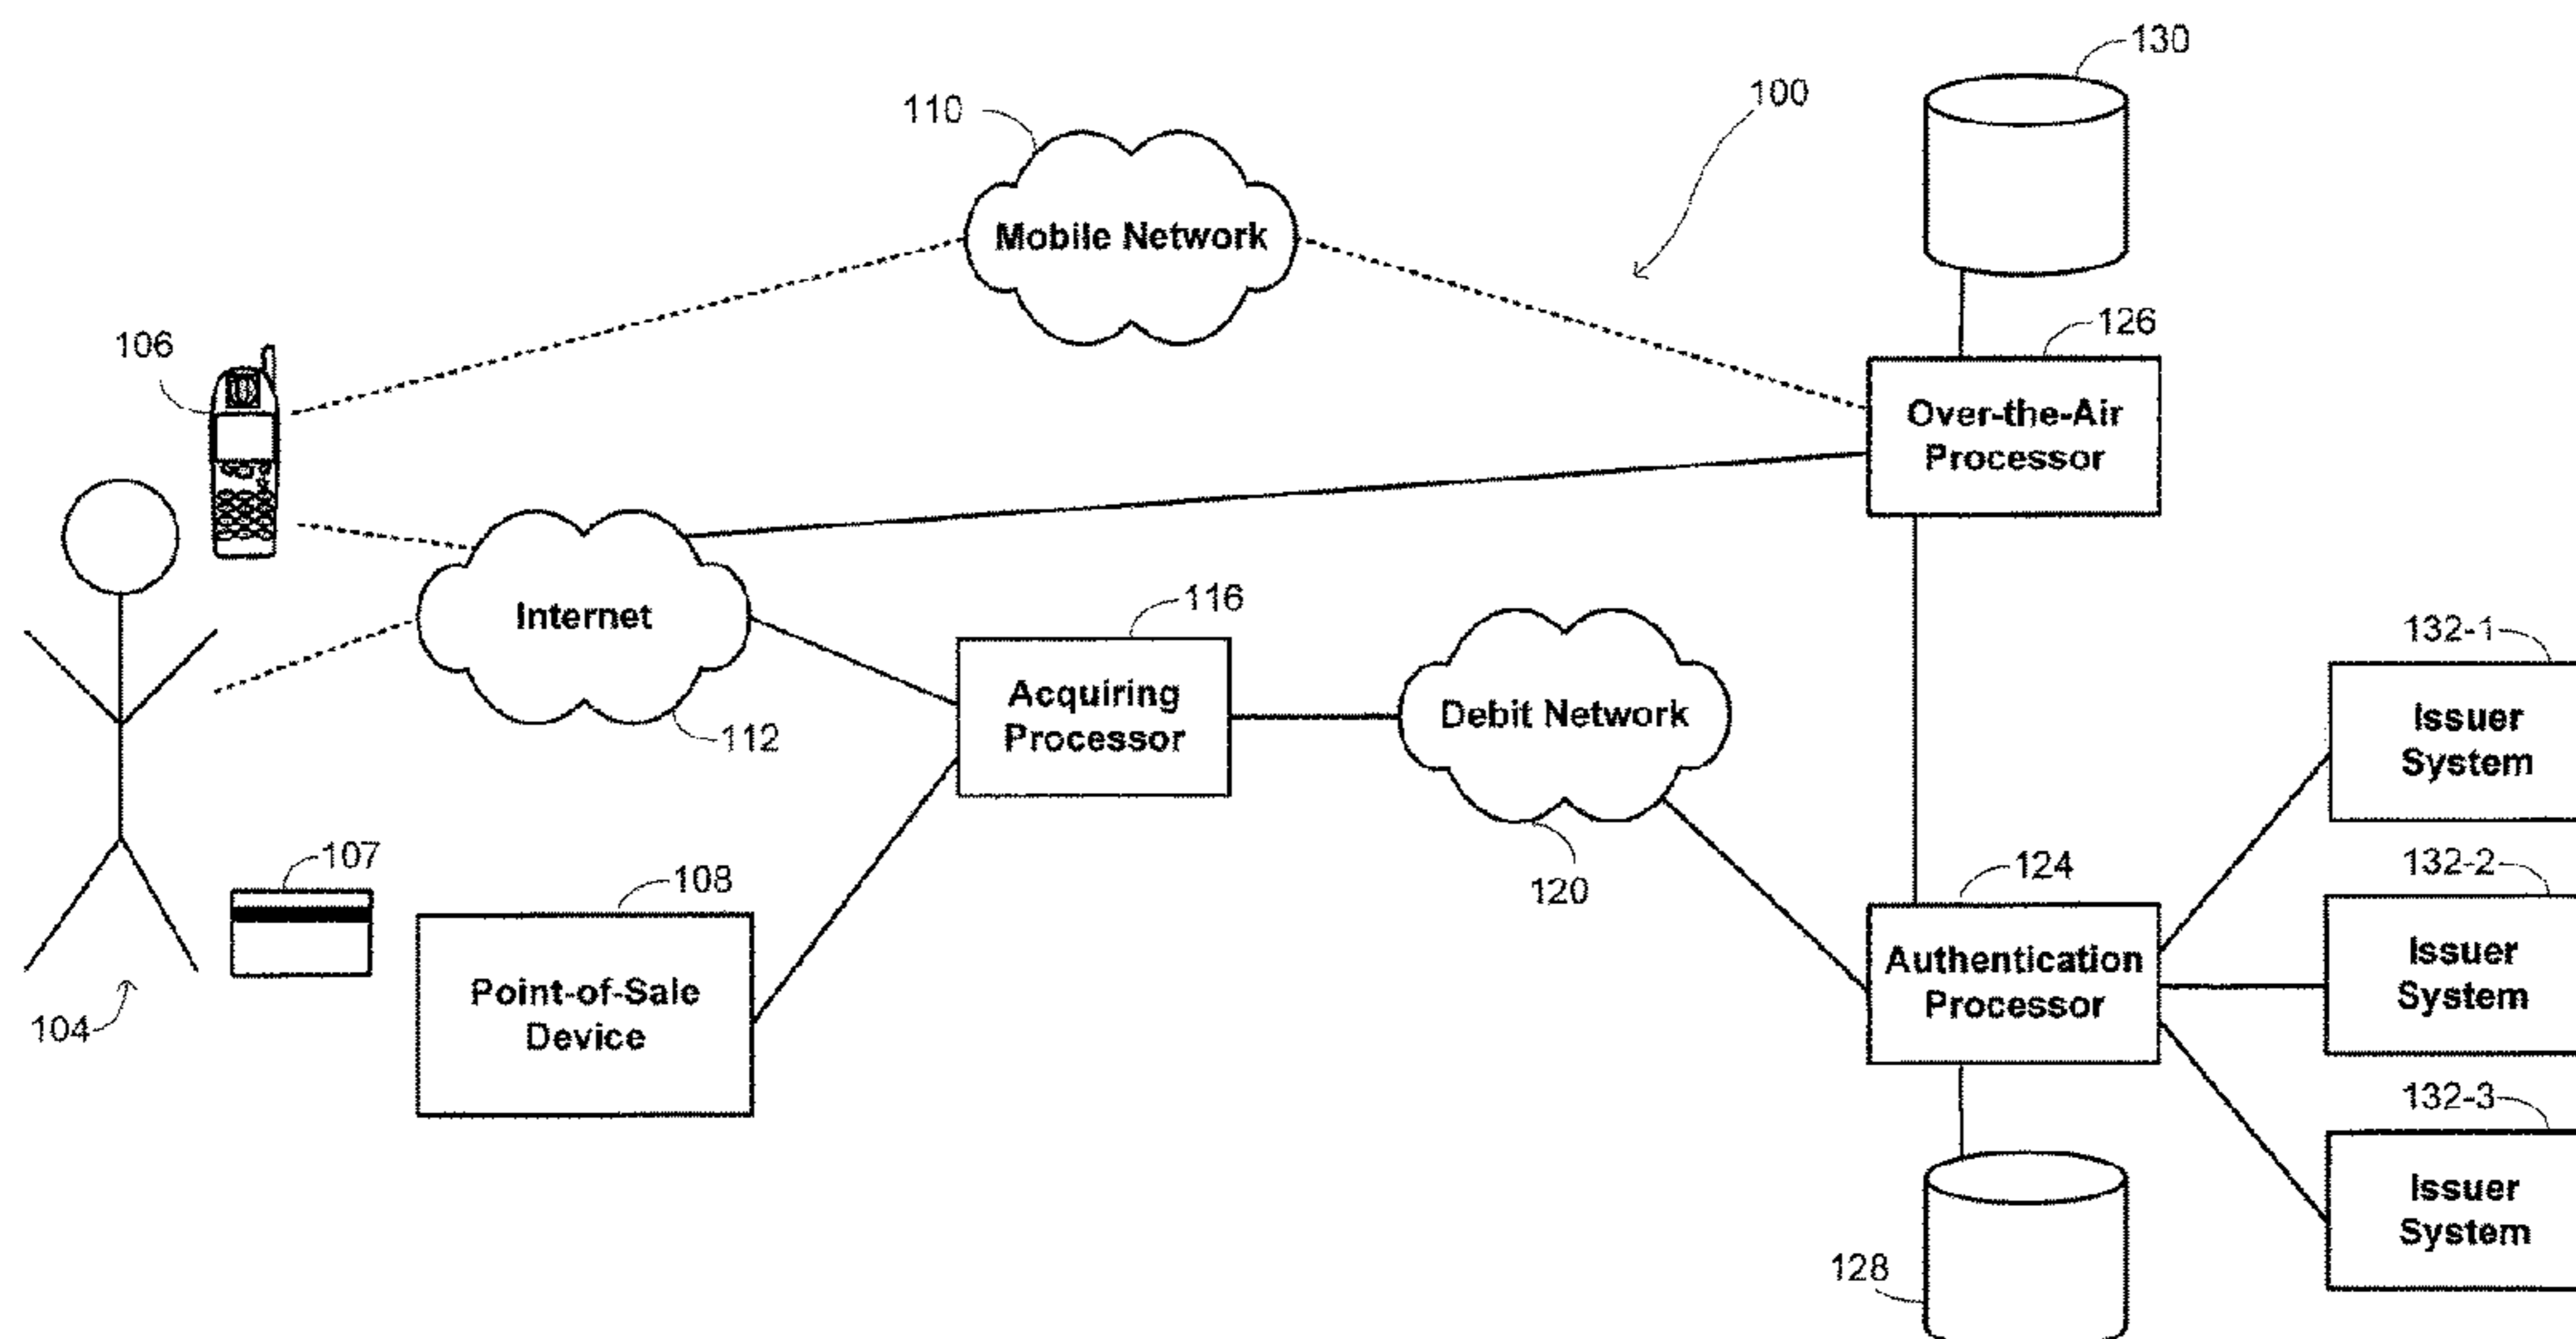 130
100
110
Mobile Network
126
106
Over-the-Air
Processor
116
Internet
132-1
Acquiring
Processor
Debit Network
Issuer
System
112
107
108
120
124
132-2
Authentication
Processor
Issuer
System
Point-of-Sale
Device
104
132-3
Issuer
System
128